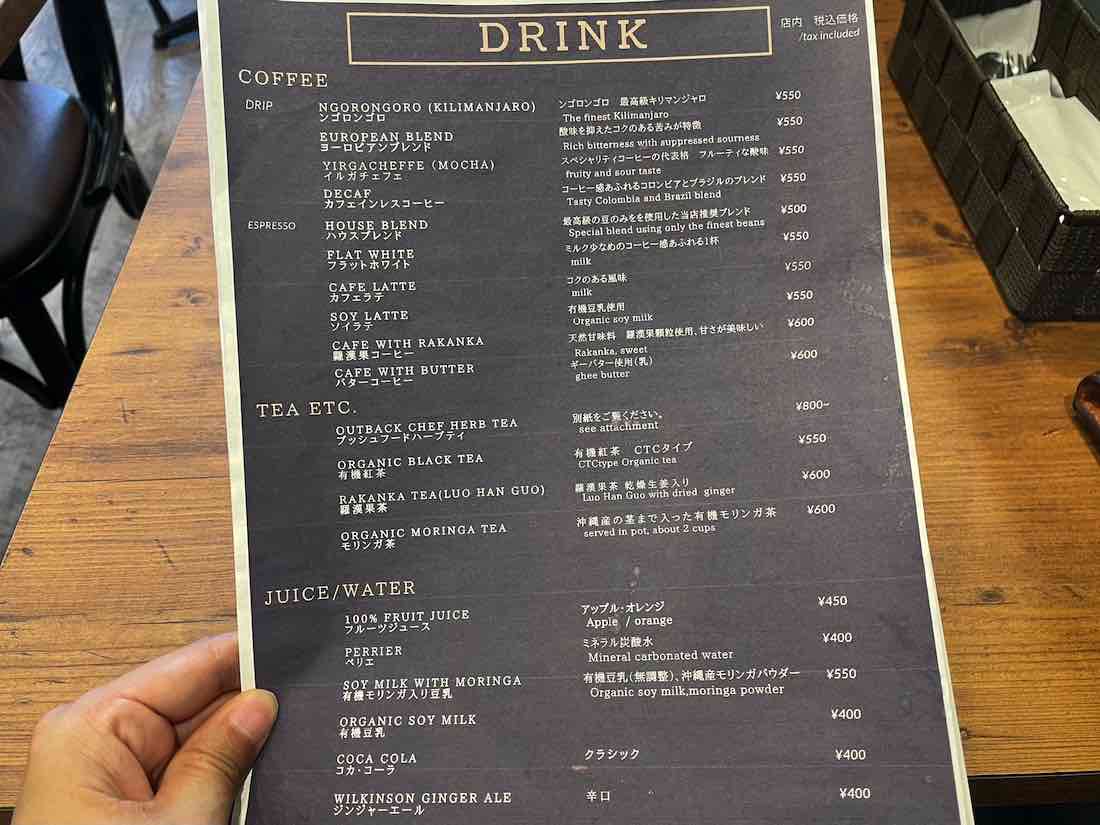 DRINK
店内 税込価格
/tax included
COFFEE
DRIP
NGORONGORO (KILIMANJARO)
ンゴロンゴロ
ンゴロンゴロ 最高級キリマンジャロ
The finest Kilimanjaro
¥550
EUROPEAN BLEND
ヨーロピアンブレンド
酸味を抑えたコクのある苦みが特徴
Rich bitterness with suppressed sourness
¥550
YIRGACHEFFE (MOCHA)
イルガチェフェ
スペシャリティコーヒーの代表格 フルーティな酸味
fruity and sour taste
¥550
DECAF
カフェインレスコーヒー
コーヒー感あふれるコロンビアとブラジルのブレンド
Tasty Colombia and Brazil blend
¥550
ESPRESSO
HOUSE BLEND
ハウスブレンド
最高級の豆のみをを使用した当店推奨ブレンド
Special blend using only the finest beans
¥500
FLAT WHITE
フラットホワイト
ミルク少なめのコーヒー感あふれる1杯
milk
¥550
CAFE LATTE
カフェラテ
コクのある風味
milk
¥550
SOY LATTE
ソイラテ
有機豆乳使用
Organic soy milk
¥550
CAFE WITH RAKANKA
羅漢果コーヒー
天然甘味料 羅漢果顆粒使用、甘さが美味しい
Rakanka, sweet
¥600
CAFE WITH BUTTER
バターコーヒー
ギーバター使用(乳)
ghee butter
¥600
TEA ETC.
OUTBACK CHEF HERB TEA
ブッシュフードハーブティ
別紙をご覧ください。
see attachment
¥800~
ORGANIC BLACK TEA
有機紅茶
有機紅茶 CTCタイプ
CTCtype Organic tea
¥550
RAKANKA TEA(LUO HAN GUO)
羅漢果茶
羅漢果茶 乾燥生姜入り
Luo Han Guo with dried ginger
¥600
ORGANIC MORINGA TEA
モリンガ茶
沖縄産の茎まで入った有機モリンガ茶
served in pot, about 2 cups
¥600
JUICE/WATER
100% FRUIT JUICE
フルーツジュース
アップル・オレンジ
Apple / orange
¥450
PERRIER
ペリエ
ミネラル炭酸水
Mineral carbonated water
¥400
SOY MILK WITH MORINGA
有機モリンガ入り豆乳
有機豆乳(無調整)、沖縄産モリンガパウダー
Organic soy milk,moringa powder
¥550
ORGANIC SOY MILK
有機豆乳
¥400
COCA COLA
コカ・コーラ
クラシック
¥400
WILKINSON GINGER ALE
ジンジャーエール
辛口
¥400